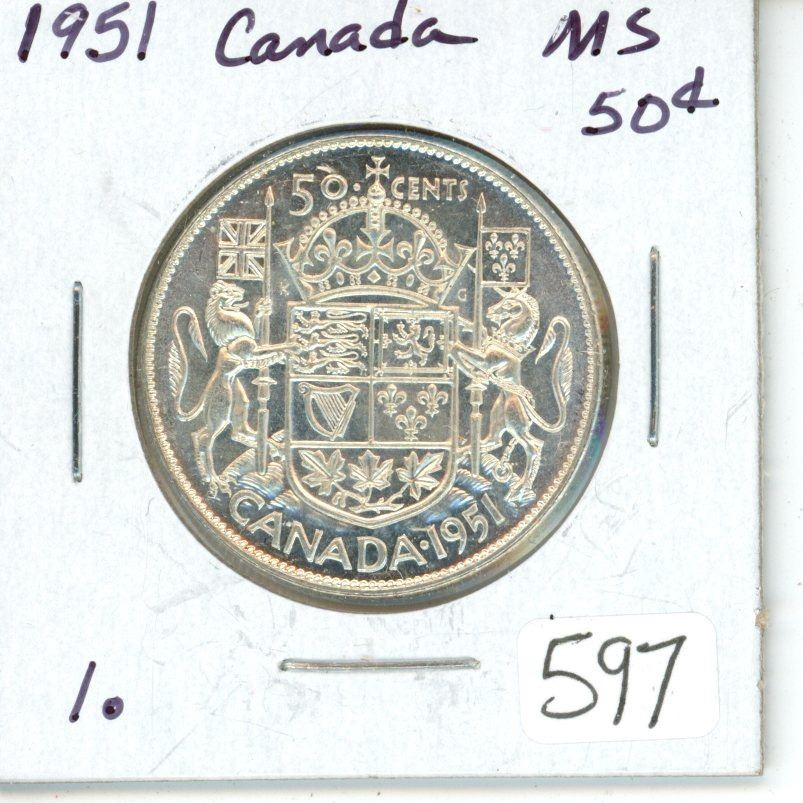 1951 Canada MS
50¢
50 · CENTS
K G
CANADA · 1951
1.
597